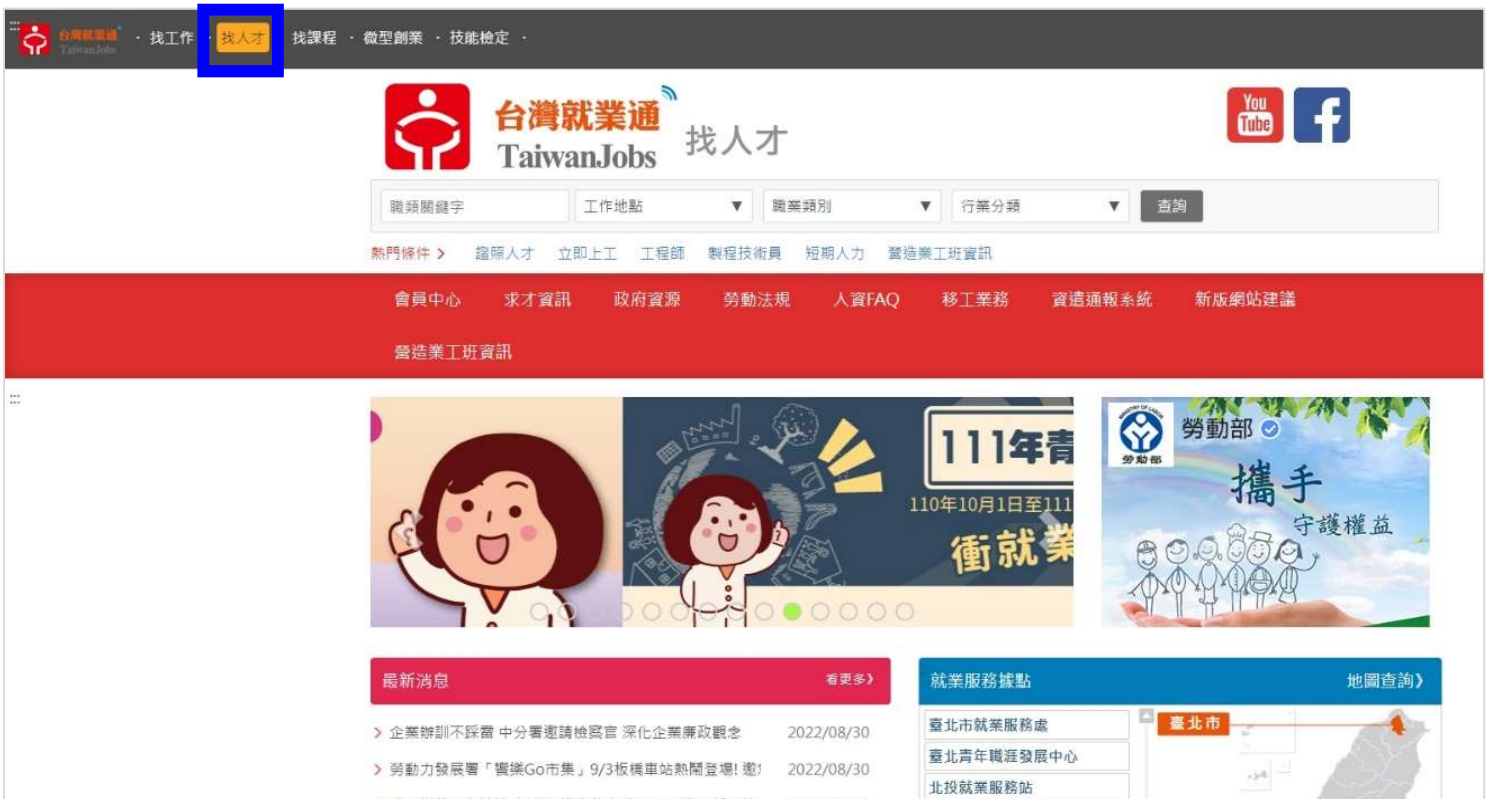 台灣就業通 TaiwanJobs · 找工作 · 找人才 找課程 · 微型創業 · 技能檢定 ·
台灣就業通 TaiwanJobs 找人才
You Tube f
職類關鍵字 工作地點 ▼ 職業類別 ▼ 行業分類 ▼ 查詢
熱門條件 > 證照人才 立即上工 工程師 製程技術員 短期人力 營造業工班資訊
會員中心 求才資訊 政府資源 勞動法規 人資FAQ 移工業務 資遣通報系統 新版網站建議
營造業工班資訊
111年青
110年10月1日至111
衝就業
MINISTRY OF LABOR
勞動部
勞動部
攜手
守護權益
最新消息 看更多》
> 企業辦訓不踩雷 中分署邀請檢察官 深化企業廉政觀念 2022/08/30
> 勞動力發展署「饗樂Go市集」9/3板橋車站熱鬧登場! 2022/08/30
就業服務據點 地圖查詢》
臺北市就業服務處
臺北青年職涯發展中心
北投就業服務站
臺北市